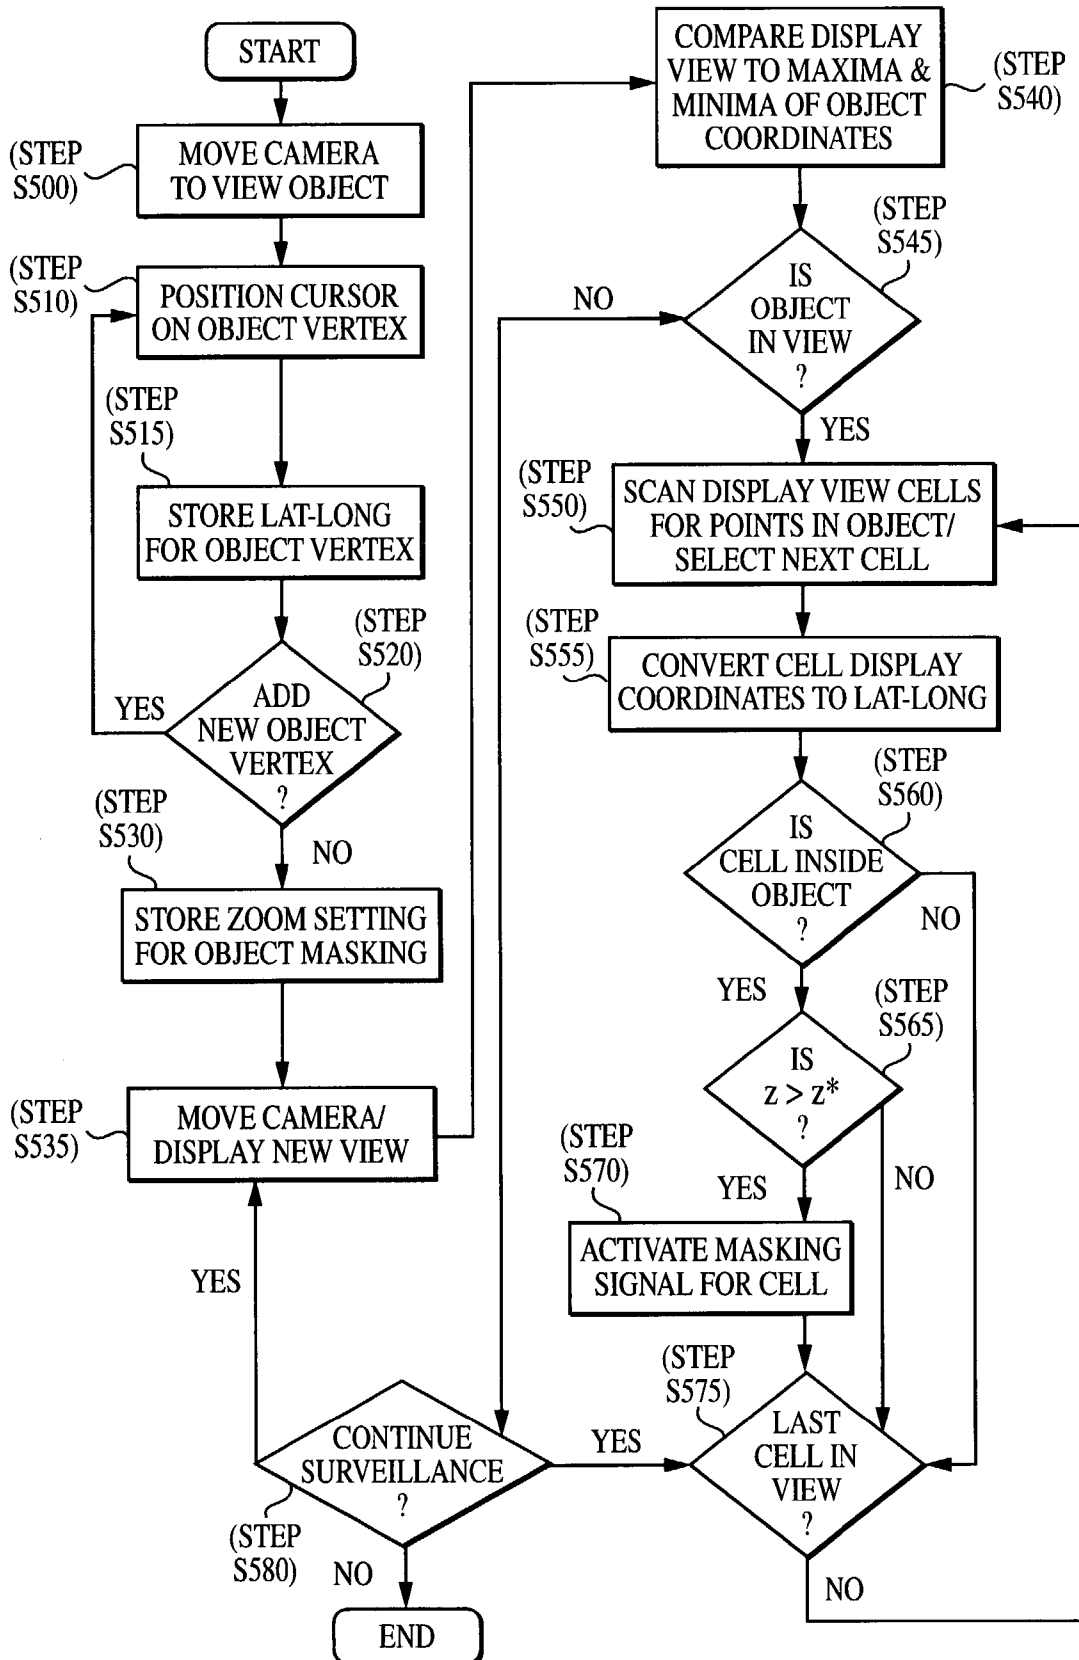 START
(STEP
S500)
MOVE CAMERA
TO VIEW OBJECT
(STEP
S510)
POSITION CURSOR
ON OBJECT VERTEX
(STEP
S515)
STORE LAT-LONG
FOR OBJECT VERTEX
(STEP
S520)
ADD
NEW OBJECT
VERTEX
?
YES
NO
(STEP
S530)
STORE ZOOM SETTING
FOR OBJECT MASKING
(STEP
S535)
MOVE CAMERA/
DISPLAY NEW VIEW
YES
CONTINUE
SURVEILLANCE
?
(STEP
S580)
YES
NO
END
COMPARE DISPLAY
VIEW TO MAXIMA &
MINIMA OF OBJECT
COORDINATES
(STEP
S540)
(STEP
S545)
IS
OBJECT
IN VIEW
?
NO
YES
(STEP
S550)
SCAN DISPLAY VIEW CELLS
FOR POINTS IN OBJECT/
SELECT NEXT CELL
(STEP
S555)
CONVERT CELL DISPLAY
COORDINATES TO LAT-LONG
(STEP
S560)
IS
CELL INSIDE
OBJECT
?
NO
YES
(STEP
S565)
IS
z > z*
?
NO
YES
(STEP
S570)
ACTIVATE MASKING
SIGNAL FOR CELL
(STEP
S575)
LAST
CELL IN
VIEW
?
NO